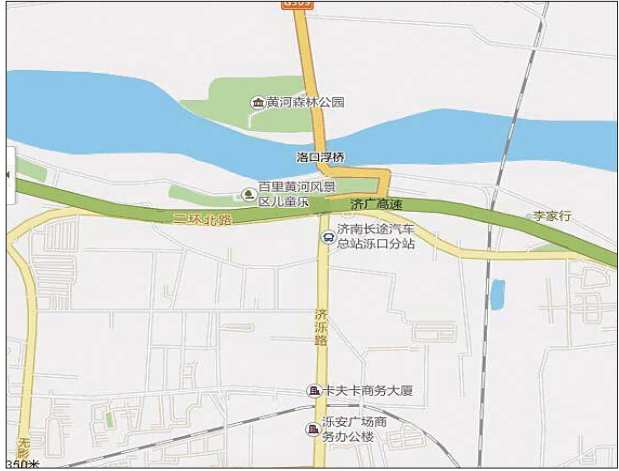 G309
黄河森林公园
洛口浮桥
百里黄河风景
区儿童乐
济广高速
二环北路
李家行
济南长途汽车
总站泺口分站
济
泺
路
卡夫卡商务大厦
泺安广场商
务办公楼
无影
350米